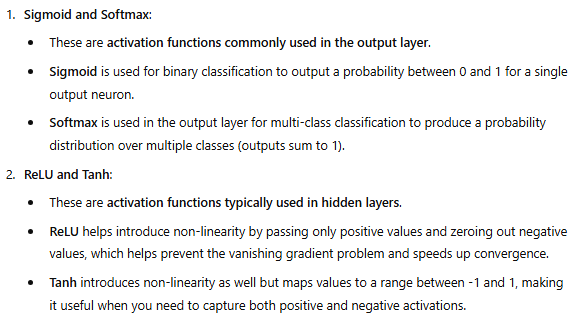 1. Sigmoid and Softmax:
• These are activation functions commonly used in the output layer.
• Sigmoid is used for binary classification to output a probability between 0 and 1 for a single
output neuron.
• Softmax is used in the output layer for multi-class classification to produce a probability
distribution over multiple classes (outputs sum to 1).
2. ReLU and Tanh:
• These are activation functions typically used in hidden layers.
• ReLU helps introduce non-linearity by passing only positive values and zeroing out negative
values, which helps prevent the vanishing gradient problem and speeds up convergence.
• Tanh introduces non-linearity as well but maps values to a range between -1 and 1, making
it useful when you need to capture both positive and negative activations.